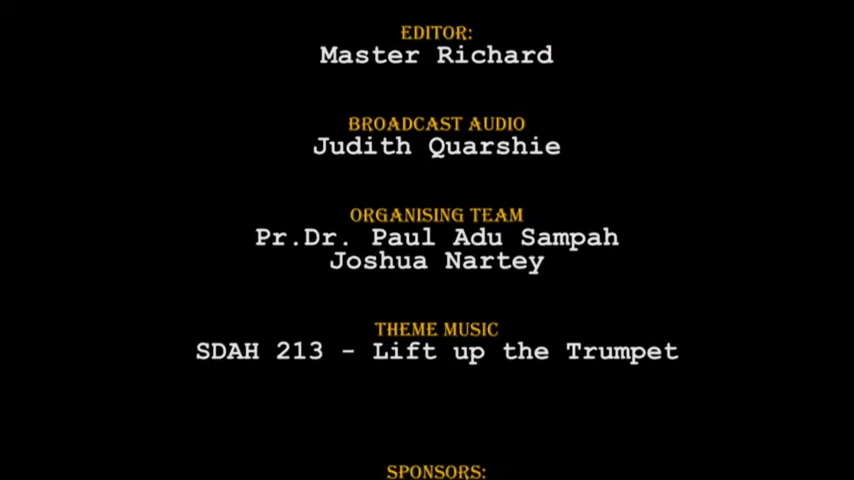 EDITOR:
Master Richard
BROADCAST AUDIO
Judith Quarshie
ORGANISING TEAM
Pr.Dr. Paul Adu Sampah
Joshua Nartey
THEME MUSIC
SDAH 213 - Lift up the Trumpet
SPONSORS: